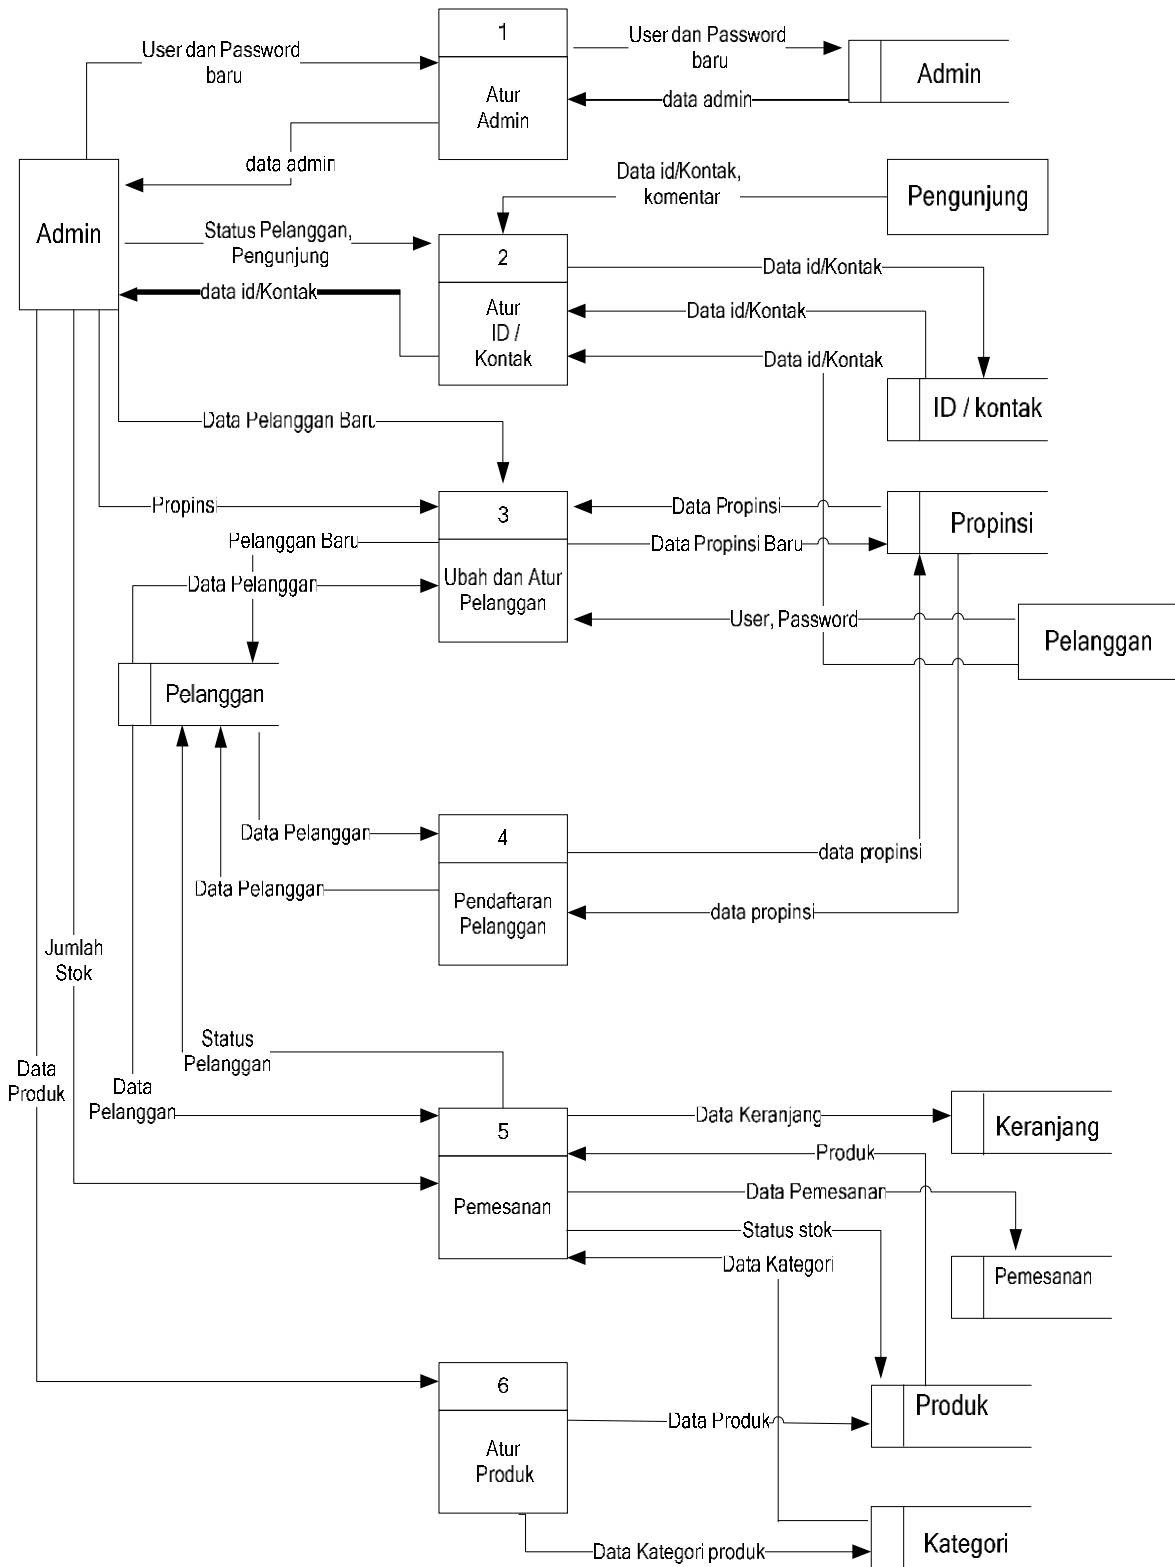 1
User dan Password
baru
User dan Password
baru
Admin
Atur
Admin
data admin
data admin
Data id/Kontak,
komentar
Pengunjung
Admin
Status Pelanggan,
Pengunjung
2
Data id/Kontak
data id/Kontak
Atur
ID /
Kontak
Data id/Kontak
Data id/Kontak
ID / kontak
Data Pelanggan Baru
Propinsi
3
Data Propinsi
Propinsi
Pelanggan Baru
Data Propinsi Baru
Data Pelanggan
Ubah dan Atur
Pelanggan
User, Password
Pelanggan
Pelanggan
Data Pelanggan
4
data propinsi
Data Pelanggan
Pendaftaran
Pelanggan
data propinsi
Jumlah
Stok
Status
Pelanggan
Data
Produk
Data
Pelanggan
5
Data Keranjang
Keranjang
Produk
Pemesanan
Data Pemesanan
Status stok
Data Kategori
Pemesanan
6
Produk
Data Produk
Atur
Produk
Data Kategori produk
Kategori